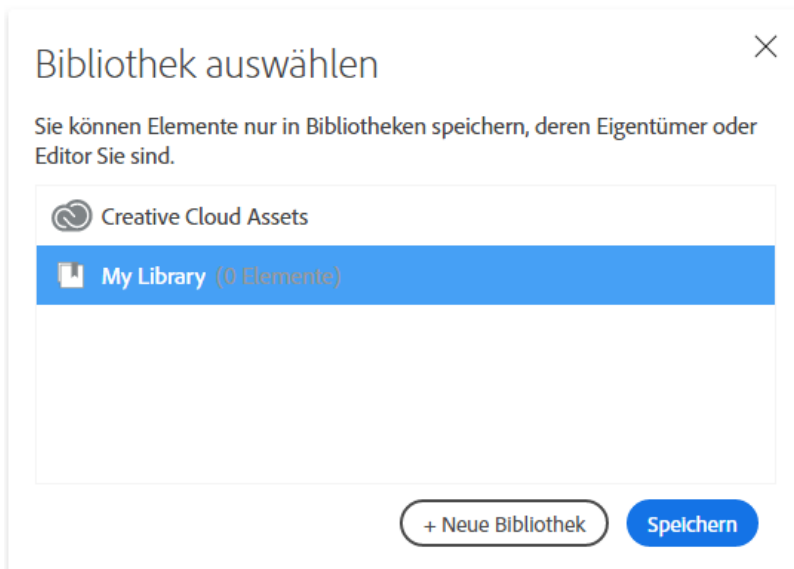 Bibliothek auswählen
Sie können Elemente nur in Bibliotheken speichern, deren Eigentümer oder
Editor Sie sind.
Creative Cloud Assets
My Library (0 Elemente)
+ Neue Bibliothek
Speichern